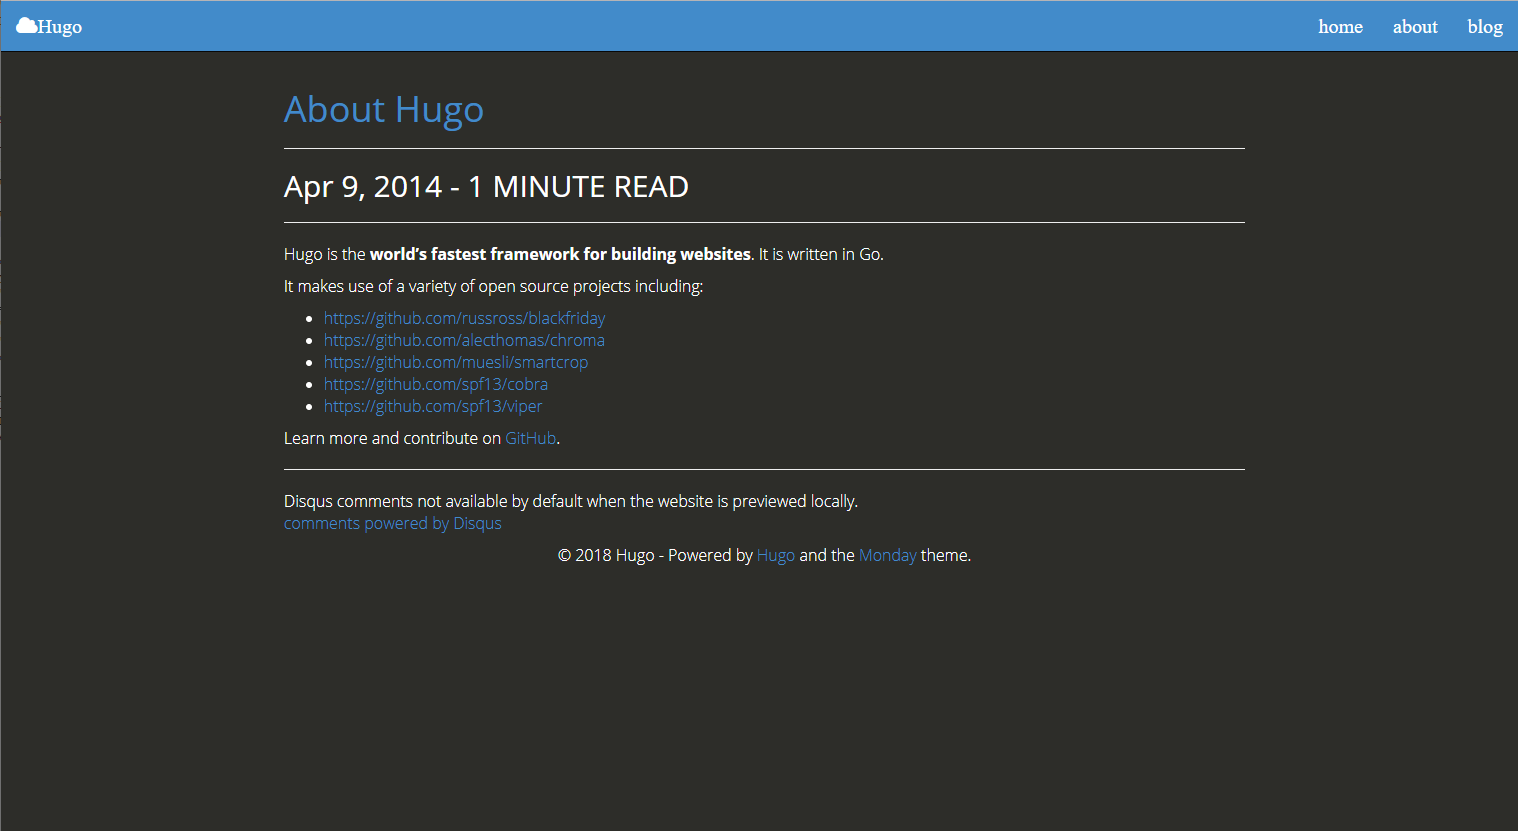 Hugo
home about blog
About Hugo
Apr 9, 2014 - 1 MINUTE READ
Hugo is the world’s fastest framework for building websites. It is written in Go.
It makes use of a variety of open source projects including:
https://github.com/russross/blackfriday
https://github.com/alecthomas/chroma
https://github.com/muesli/smartcrop
https://github.com/spf13/cobra
https://github.com/spf13/viper
Learn more and contribute on GitHub.
Disqus comments not available by default when the website is previewed locally.
comments powered by Disqus
© 2018 Hugo - Powered by Hugo and the Monday theme.